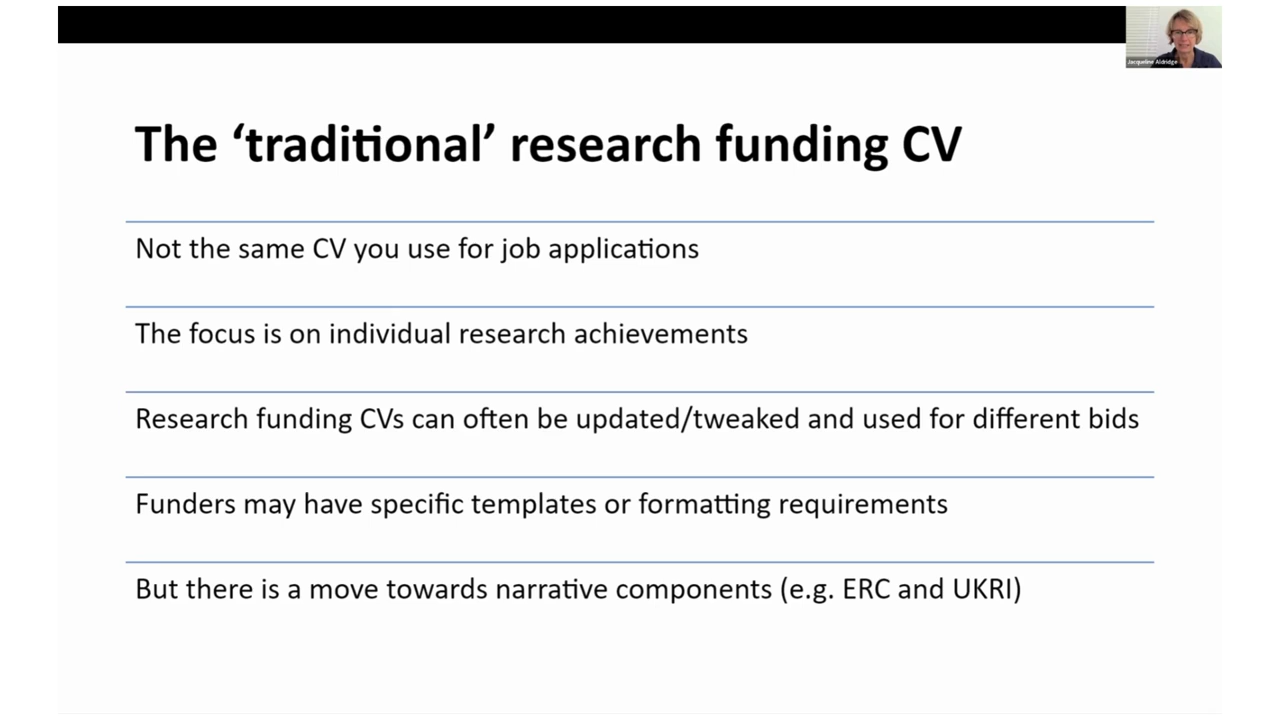 Jacqueline Aldridge
The ‘traditional’ research funding CV
Not the same CV you use for job applications
The focus is on individual research achievements
Research funding CVs can often be updated/tweaked and used for different bids
Funders may have specific templates or formatting requirements
But there is a move towards narrative components (e.g. ERC and UKRI)